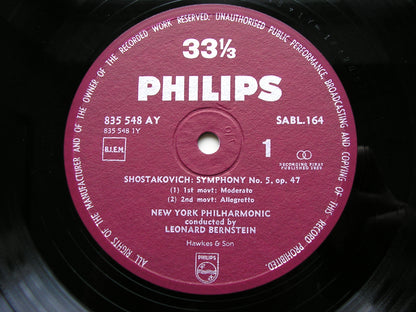 ALL RIGHTS OF THE MANUFACTURER AND OF THE OWNER OF THE RECORDED WORK RESERVED. UNAUTHORISED PUBLIC PERFORMANCE, BROADCASTING AND COPYING OF THIS RECORD PROHIBITED.
33⅓
PHILIPS
835 548 AY
SABL.164
835 548 1Y
B.I.E.M.
1
RECORDING FIRST
PUBLISHED
SHOSTAKOVICH: SYMPHONY No. 5, op. 47
(1) 1st movt: Moderato
(2) 2nd movt: Allegretto
NEW YORK PHILHARMONIC
conducted by
LEONARD BERNSTEIN
Hawkes & Son
PHILIPS